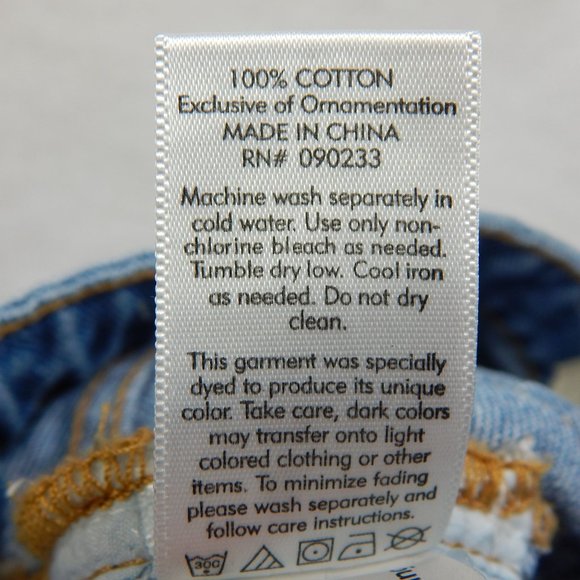 100% COTTON
Exclusive of Ornamentation
MADE IN CHINA
RN# 090233
Machine wash separately in
cold water. Use only non-
chlorine bleach as needed.
Tumble dry low. Cool iron
as needed. Do not dry
clean.
This garment was specially
dyed to produce its unique
color. Take care, dark colors
may transfer onto light
colored clothing or other
items. To minimize fading
please wash separately and
follow care instructions.
30C